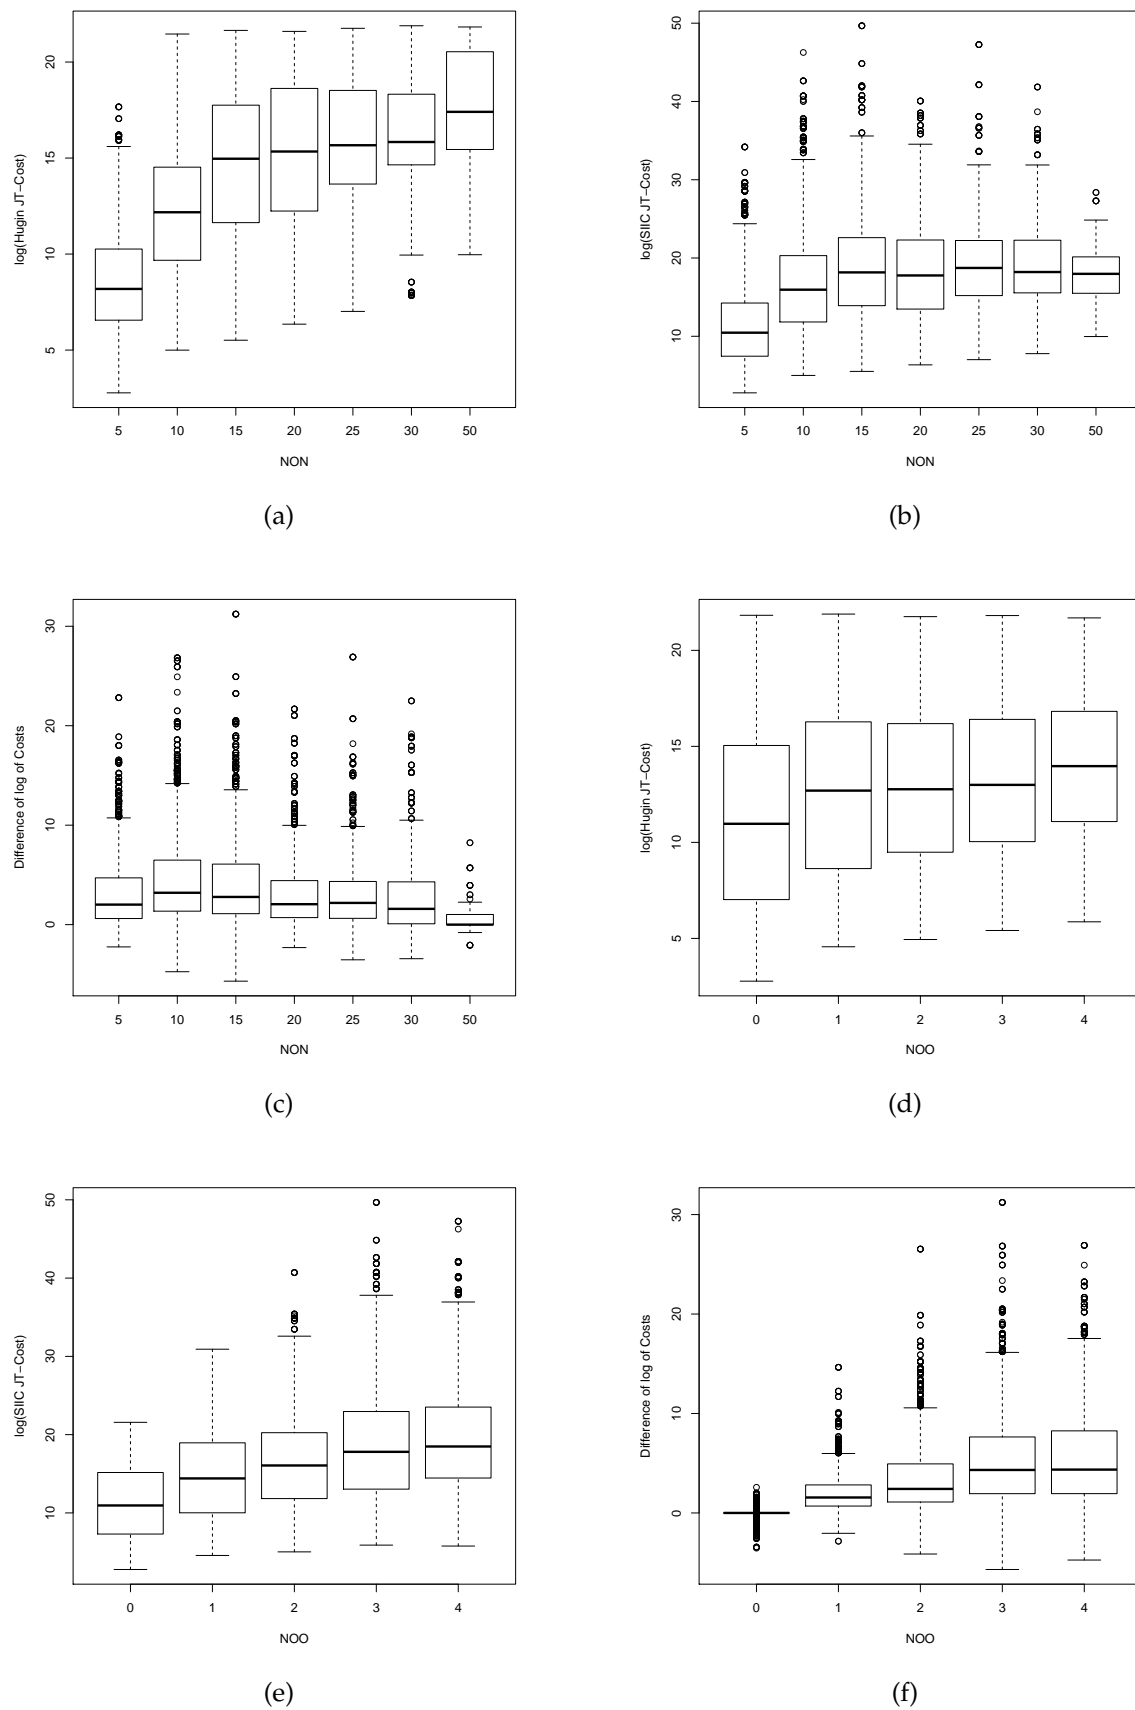 20
15
10
5
log(Hugin JT−Cost)
5 10 15 20 25 30 50
NON
(a)
50
40
30
20
10
log(SIIC JT−Cost)
5 10 15 20 25 30 50
NON
(b)
30
20
10
0
Difference of log of Costs
5 10 15 20 25 30 50
NON
(c)
20
15
10
5
log(Hugin JT−Cost)
0 1 2 3 4
NOO
(d)
50
40
30
20
10
log(SIIC JT−Cost)
0 1 2 3 4
NOO
(e)
30
20
10
0
Difference of log of Costs
0 1 2 3 4
NOO
(f)